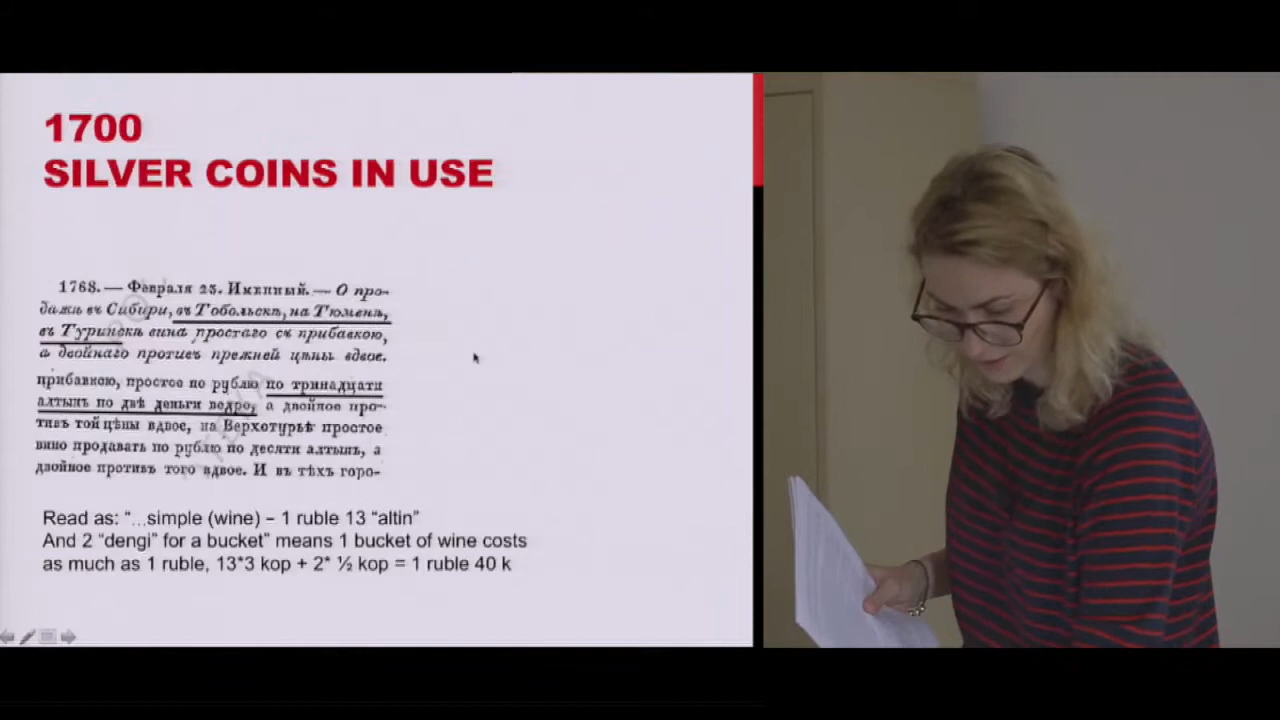 1700
SILVER COINS IN USE
1768. — Февраля 23. Именный. — О про-
дажѣ въ Сибири, въ Тобольскѣ, на Тюмени,
въ Туринскѣ вина простаго съ прибавкою,
а двойнаго противъ прежней цѣны вдвое.
прибавкою, простое по рублю по тринадцати
алтынъ по двѣ деньги ведро, а двойное про-
тивъ той цѣны вдвое, на Верхотурьѣ простое
вино продавать по рублю по десяти алтынъ, а
двойное противъ того вдвое. И въ тѣхъ горо-
Read as: “...simple (wine) – 1 ruble 13 “altin”
And 2 “dengi” for a bucket” means 1 bucket of wine costs
as much as 1 ruble, 13*3 kop + 2* ½ kop = 1 ruble 40 k